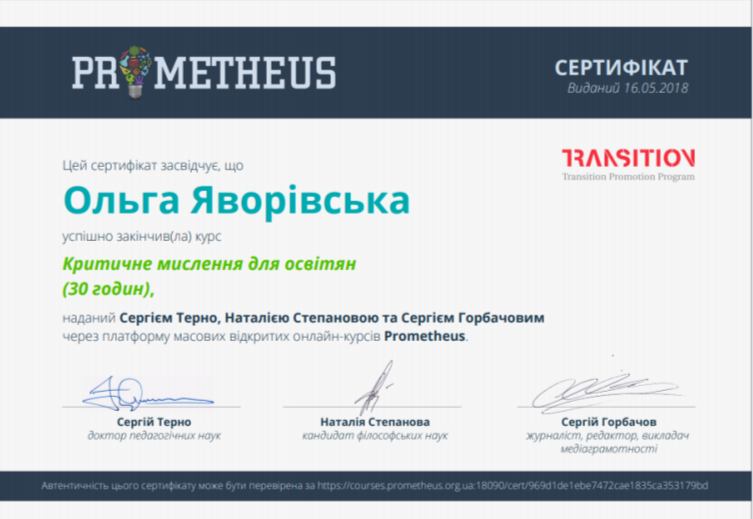 PROMETHEUS
СЕРТИФІКАТ
Виданий 16.05.2018
TRANSITION
Transition Promotion Program
Цей сертифікат засвідчує, що
Ольга Яворівська
успішно закінчив(ла) курс
Критичне мислення для освітян
(30 годин),
наданий Сергієм Терно, Наталією Степановою та Сергієм Горбачовим
через платформу масових відкритих онлайн-курсів Prometheus.
Сергій Терно
доктор педагогічних наук
Наталія Степанова
кандидат філософських наук
Сергій Горбачов
журналіст, редактор, викладач
медіаграмотності
Автентичність цього сертифікату може бути перевірена за https://courses.prometheus.org.ua:18090/cert/969d1de1ebe7472cae1835ca353179bd